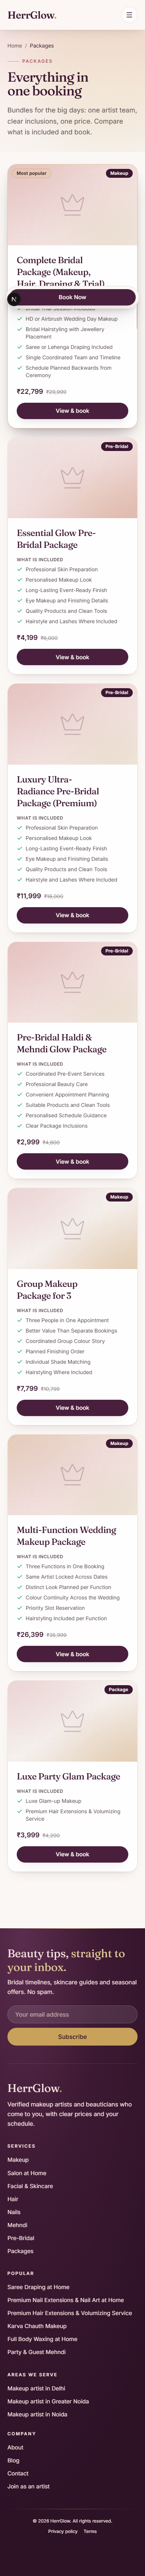 HerrGlow.
Home / Packages
PACKAGES
Everything in
one booking
Bundles for the big days: one artist team,
clear inclusions, one price. Compare
what is included and book.
Most popular
Makeup
Complete Bridal
Package (Makeup,
Hair, Draping & Trial)
Book Now
N
Bridal Trial Session Included
HD or Airbrush Wedding Day Makeup
Bridal Hairstyling with Jewellery
Placement
Saree or Lehenga Draping Included
Single Coordinated Team and Timeline
Schedule Planned Backwards from
Ceremony
₹22,799
View & book
Pre-Bridal
Essential Glow Pre-
Bridal Package
WHAT IS INCLUDED
Professional Skin Preparation
Personalised Makeup Look
Long-Lasting Event-Ready Finish
Eye Makeup and Finishing Details
Quality Products and Clean Tools
Hairstyle and Lashes Where Included
₹4,199
View & book
Pre-Bridal
Luxury Ultra-
Radiance Pre-Bridal
Package (Premium)
WHAT IS INCLUDED
Professional Skin Preparation
Personalised Makeup Look
Long-Lasting Event-Ready Finish
Eye Makeup and Finishing Details
Quality Products and Clean Tools
Hairstyle and Lashes Where Included
₹11,999
View & book
Pre-Bridal
Pre-Bridal Haldi &
Mehndi Glow Package
WHAT IS INCLUDED
Coordinated Pre-Event Services
Professional Beauty Care
Convenient Appointment Planning
Suitable Products and Clean Tools
Personalised Schedule Guidance
Clear Package Inclusions
₹2,999
View & book
Makeup
Group Makeup
Package for 3
WHAT IS INCLUDED
Three People in One Appointment
Better Value Than Separate Bookings
Coordinated Group Colour Story
Planned Finishing Order
Individual Shade Matching
Hairstyling Where Included
₹7,799 ₹10,799
View & book
Makeup
Multi-Function Wedding
Makeup Package
WHAT IS INCLUDED
Three Functions in One Booking
Same Artist Locked Across Dates
Distinct Look Planned per Function
Colour Continuity Across the Wedding
Priority Slot Reservation
Hairstyling Included per Function
₹26,399
View & book
Package
Luxe Party Glam Package
WHAT IS INCLUDED
Luxe Glam-up Makeup
Premium Hair Extensions & Volumizing
Service
₹3,999 ₹4,200
View & book
Beauty tips, straight to
your inbox.
Bridal timelines, skincare guides and seasonal
offers. No spam.
Your email address
Subscribe
HerrGlow.
Verified makeup artists and beauticians who
come to you, with clear prices and your
schedule.
SERVICES
Makeup
Salon at Home
Facial & Skincare
Hair
Nails
Mehndi
Pre-Bridal
Packages
POPULAR
Saree Draping at Home
Premium Nail Extensions & Nail Art at Home
Premium Hair Extensions & Volumizing Service
Karva Chauth Makeup
Full Body Waxing at Home
Party & Guest Mehndi
AREAS WE SERVE
Makeup artist in Delhi
Makeup artist in Greater Noida
Makeup artist in Noida
COMPANY
About
Blog
Contact
Join as an artist
© 2026 HerrGlow. All rights reserved.
Privacy policy Terms